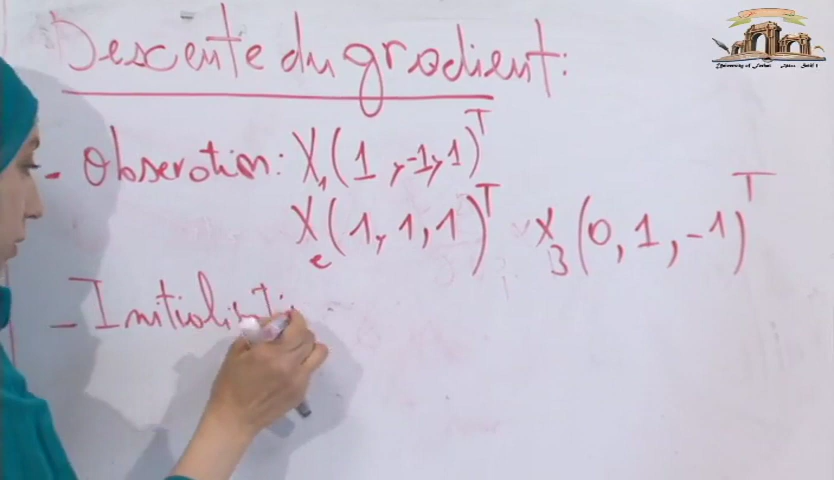 Descente du gradient:
- Observation: X₁(1, -1, 1)ᵀ
X₂(1, 1, 1)ᵀ X₃(0, 1, -1)ᵀ
- Initialisati